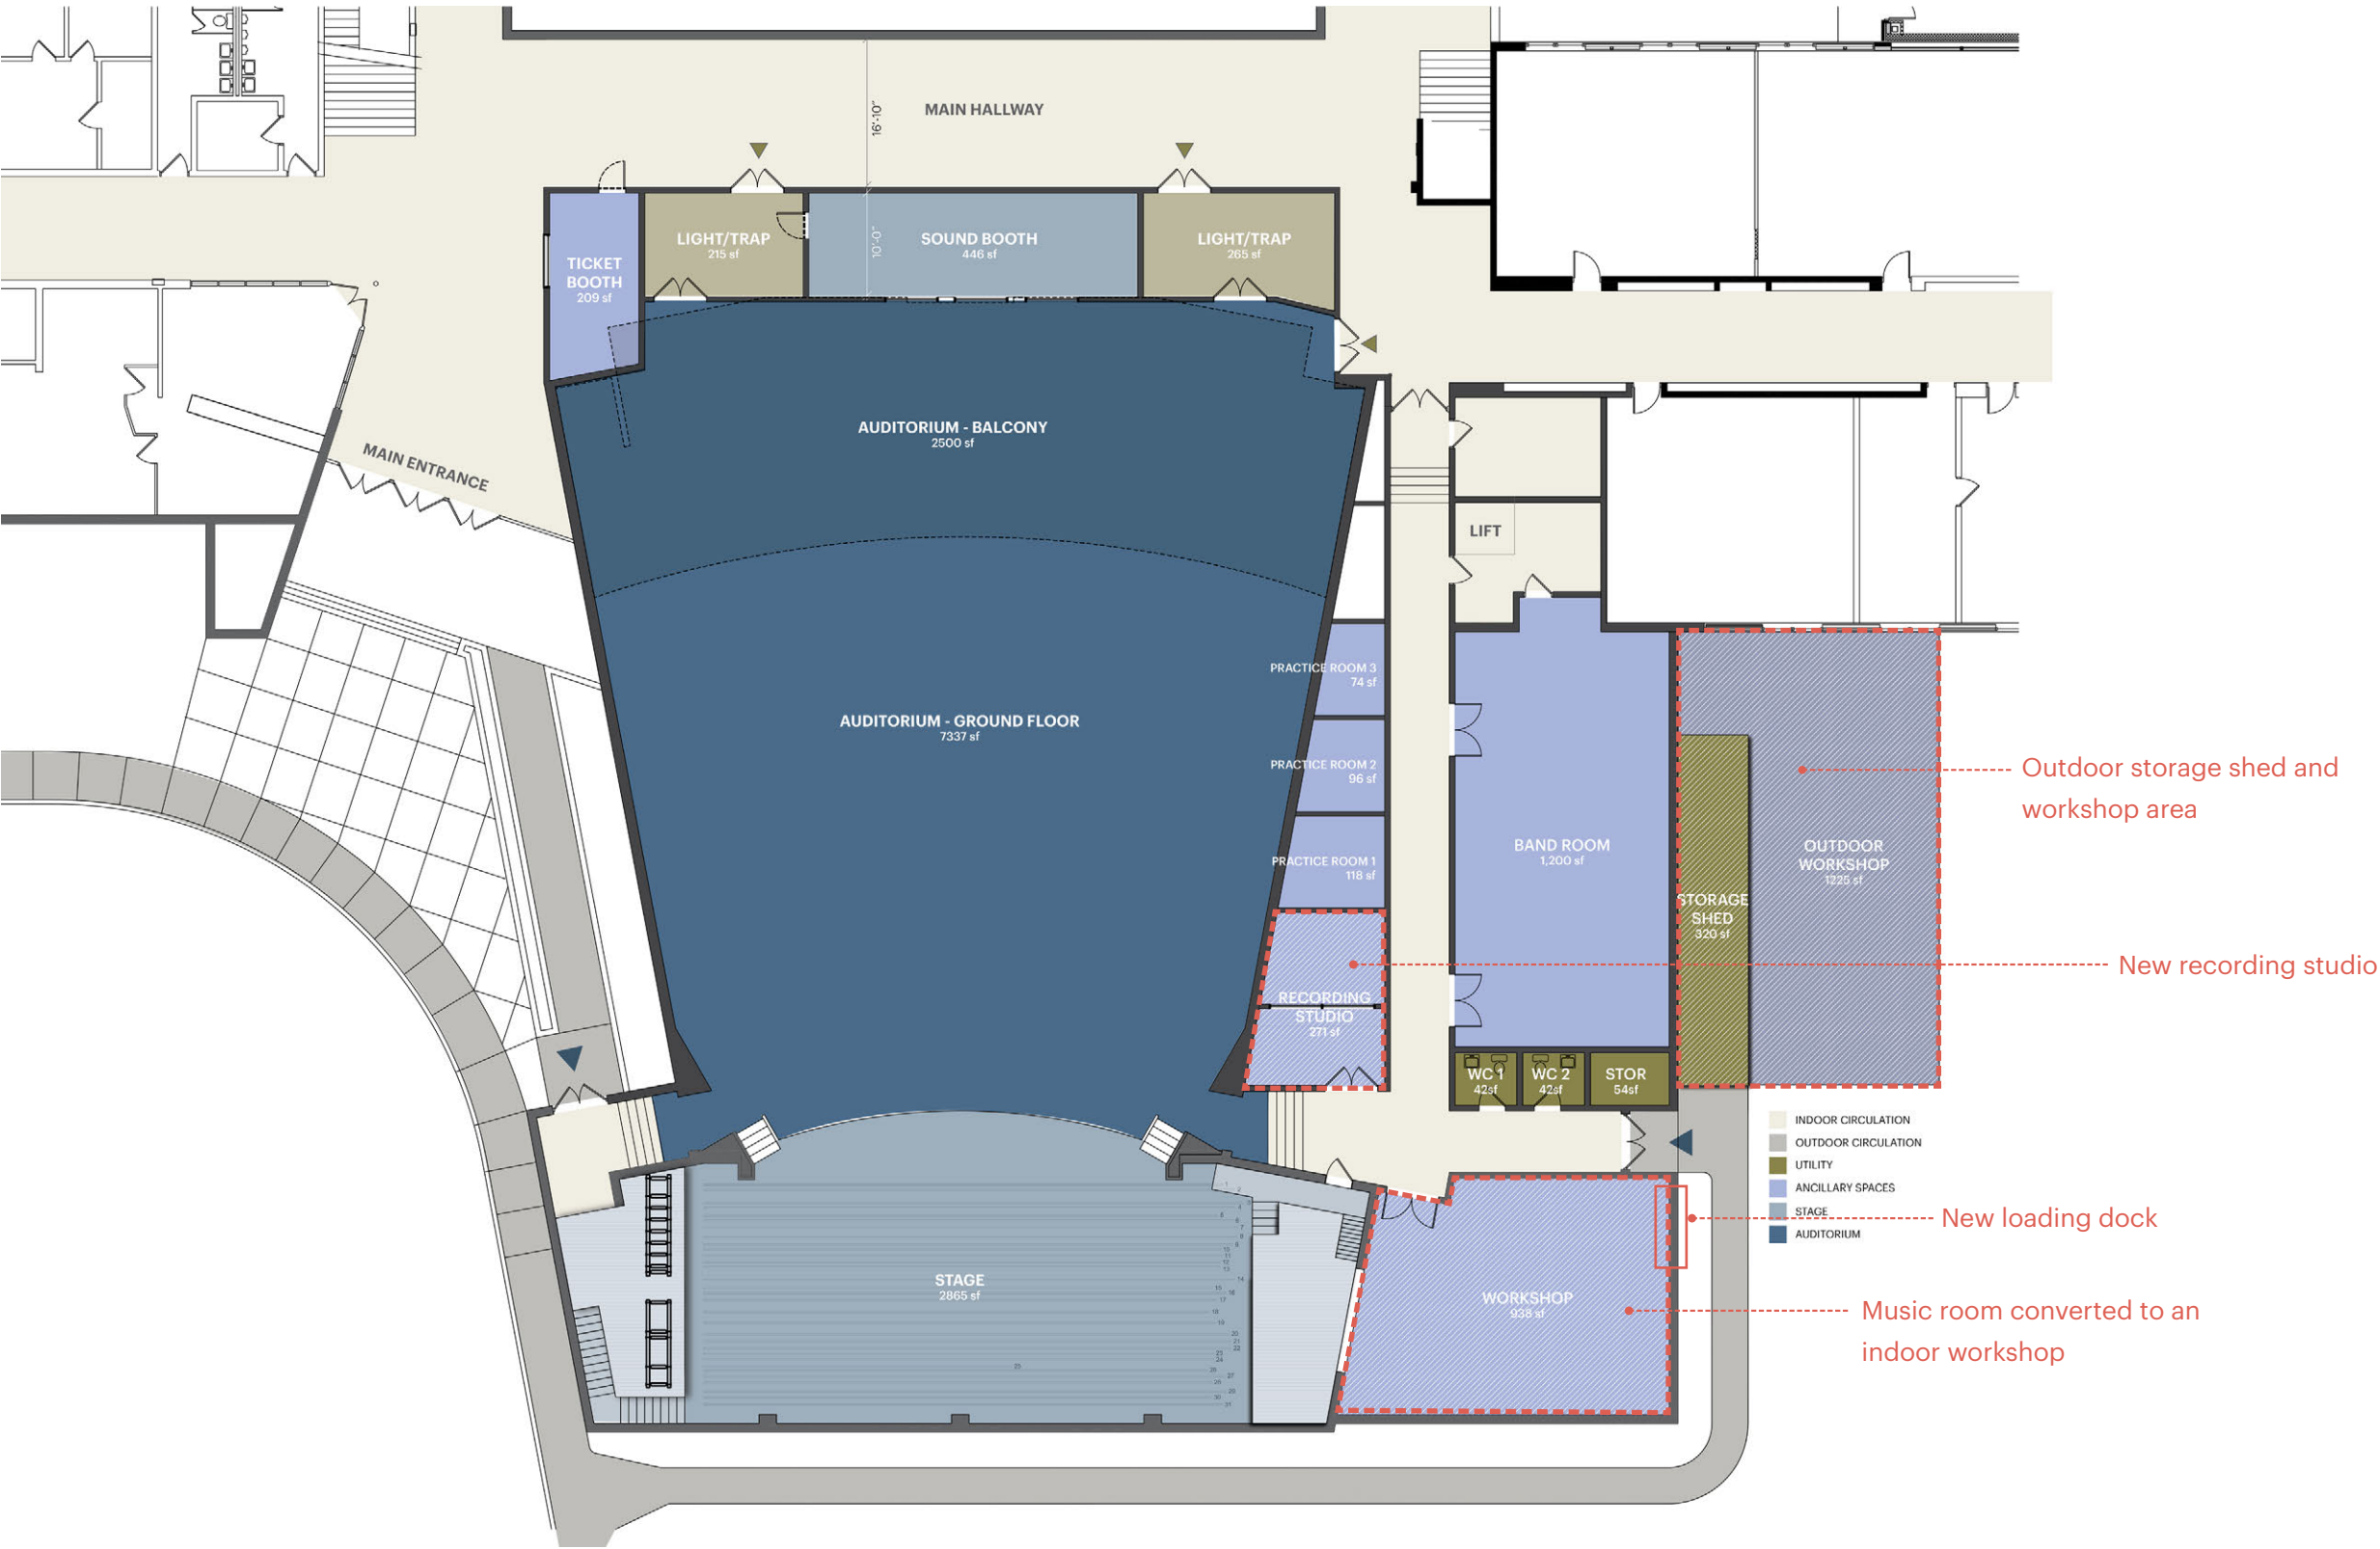 MAIN HALLWAY
16'-10"
10'-0"
LIGHT/TRAP
215 sf
SOUND BOOTH
446 sf
LIGHT/TRAP
265 sf
TICKET
BOOTH
209 sf
MAIN ENTRANCE
AUDITORIUM - BALCONY
2500 sf
LIFT
PRACTICE ROOM 3
74 sf
AUDITORIUM - GROUND FLOOR
7337 sf
PRACTICE ROOM 2
96 sf
Outdoor storage shed and
workshop area
BAND ROOM
1,200 sf
OUTDOOR
WORKSHOP
1225 sf
PRACTICE ROOM 1
118 sf
STORAGE
SHED
320 sf
New recording studio
RECORDING
STUDIO
271 sf
WC 1
42sf
WC 2
42sf
STOR
54sf
INDOOR CIRCULATION
OUTDOOR CIRCULATION
UTILITY
ANCILLARY SPACES
STAGE
AUDITORIUM
New loading dock
STAGE
2865 sf
WORKSHOP
938 sf
Music room converted to an
indoor workshop